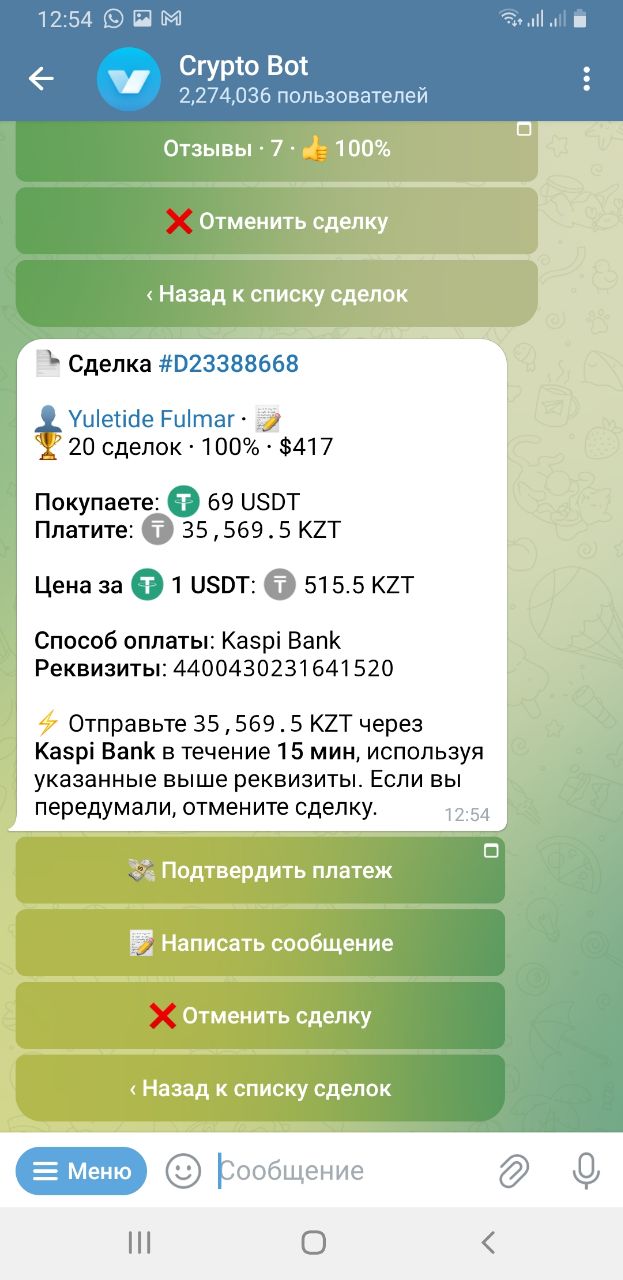 12:54
Crypto Bot
2,274,036 пользователей
Отзывы · 7 · 👍 100%
❌ Отменить сделку
‹ Назад к списку сделок
Сделка #D23388668
Yuletide Fulmar ·
20 сделок · 100% · $417
Покупаете: 69 USDT
Платите: 35,569.5 KZT
Цена за 1 USDT: 515.5 KZT
Способ оплаты: Kaspi Bank
Реквизиты: 4400430231641520
⚡ Отправьте 35,569.5 KZT через
Kaspi Bank в течение 15 мин, используя
указанные выше реквизиты. Если вы
передумали, отмените сделку.
12:54
💸 Подтвердить платеж
📝 Написать сообщение
❌ Отменить сделку
‹ Назад к списку сделок
Меню
Сообщение